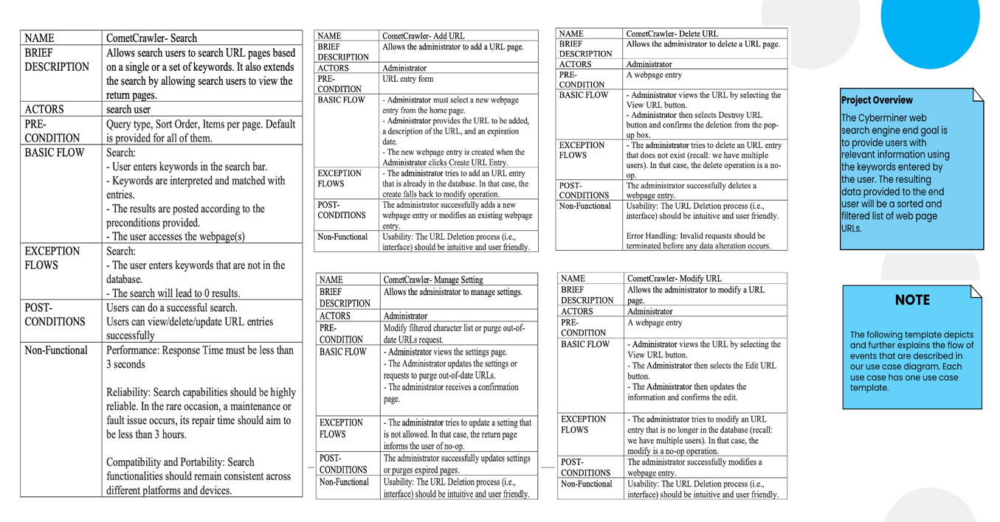 NAME CometCrawler- Search
BRIEF Allows search users to search URL pages based
DESCRIPTION on a single or a set of keywords. It also extends
the search by allowing search users to view the
return pages.
ACTORS search user
PRE- Query type, Sort Order, Items per page. Default
CONDITION is provided for all of them.
BASIC FLOW Search:
- User enters keywords in the search bar.
- Keywords are interpreted and matched with
entries.
- The results are posted according to the
preconditions provided.
- The user accesses the webpage(s)
EXCEPTION Search:
FLOWS - The user enters keywords that are not in the
database.
- The search will lead to 0 results.
POST- Users can do a successful search.
CONDITIONS Users can view/delete/update URL entries
successfully
Non-Functional Performance: Response Time must be less than
3 seconds
Reliability: Search capabilities should be highly
reliable. In the rare occasion, a maintenance or
fault issue occurs, its repair time should aim to
be less than 3 hours.
Compatibility and Portability: Search
functionalities should remain consistent across
different platforms and devices.
NAME CometCrawler- Add URL
BRIEF Allows the administrator to add a URL page.
DESCRIPTION
ACTORS Administrator
PRE- URL entry form
CONDITION
BASIC FLOW - Administrator must select a new webpage
entry from the home page.
- Administrator provides the URL to be added,
a description of the URL, and an expiration
date.
- The new webpage entry is created when the
Administrator clicks Create URL Entry.
EXCEPTION - The administrator tries to add an URL entry
FLOWS that is already in the database. In that case, the
create falls back to modify operation.
POST- The administrator successfully adds a new
CONDITIONS webpage entry or modifies an existing webpage
entry.
Non-Functional Usability: The URL Deletion process (i.e.,
interface) should be intuitive and user friendly.
NAME CometCrawler- Delete URL
BRIEF Allows the administrator to delete a URL page.
DESCRIPTION
ACTORS Administrator
PRE- A webpage entry
CONDITION
BASIC FLOW - Administrator views the URL by selecting the
View URL button.
- Administrator then selects Destroy URL
button and confirms the deletion from the pop-
up box.
EXCEPTION - The administrator tries to delete an URL entry
FLOWS that does not exist (recall: we have multiple
users). In that case, the delete operation is a no-
op.
POST- The administrator successfully deletes a
CONDITIONS webpage entry.
Non-Functional Usability: The URL Deletion process (i.e.,
interface) should be intuitive and user friendly.
Error Handling: Invalid requests should be
terminated before any data alteration occurs.
NAME CometCrawler- Manage Setting
BRIEF Allows the administrator to manage settings.
DESCRIPTION
ACTORS Administrator
PRE- Modify filtered character list or purge out-of-
CONDITION date URLs request.
BASIC FLOW - Administrator views the settings page.
- The Administrator updates the settings or
requests to purge out-of-date URLs.
- The administrator receives a confirmation
page.
EXCEPTION - The administrator tries to update a setting that
FLOWS is not allowed. In that case, the return page
informs the user of no-op.
POST- The administrator successfully updates settings
CONDITIONS or purges expired pages.
Non-Functional Usability: The URL Deletion process (i.e.,
interface) should be intuitive and user friendly.
NAME CometCrawler- Modify URL
BRIEF Allows the administrator to modify a URL
DESCRIPTION page.
ACTORS Administrator
PRE- A webpage entry
CONDITION
BASIC FLOW - Administrator views the URL by selecting the
View URL button.
- The Administrator then selects the Edit URL
button.
- The Administrator then updates the
information and confirms the edit.
EXCEPTION - The administrator tries to modify an URL
FLOWS entry that is no longer in the database (recall:
we have multiple users). In that case, the
modify is a no-op operation.
POST- The administrator successfully modifies a
CONDITIONS webpage entry.
Non-Functional Usability: The URL Deletion process (i.e.,
interface) should be intuitive and user friendly.
Project Overview
The Cyberminer web
search engine end goal is
to provide users with
relevant information using
the keywords entered by
the user. The resulting
data provided to the end
user will be a sorted and
filtered list of web page
URLs.
NOTE
The following template depicts
and further explains the flow of
events that are described in
our use case diagram. Each
use case has one use case
template.